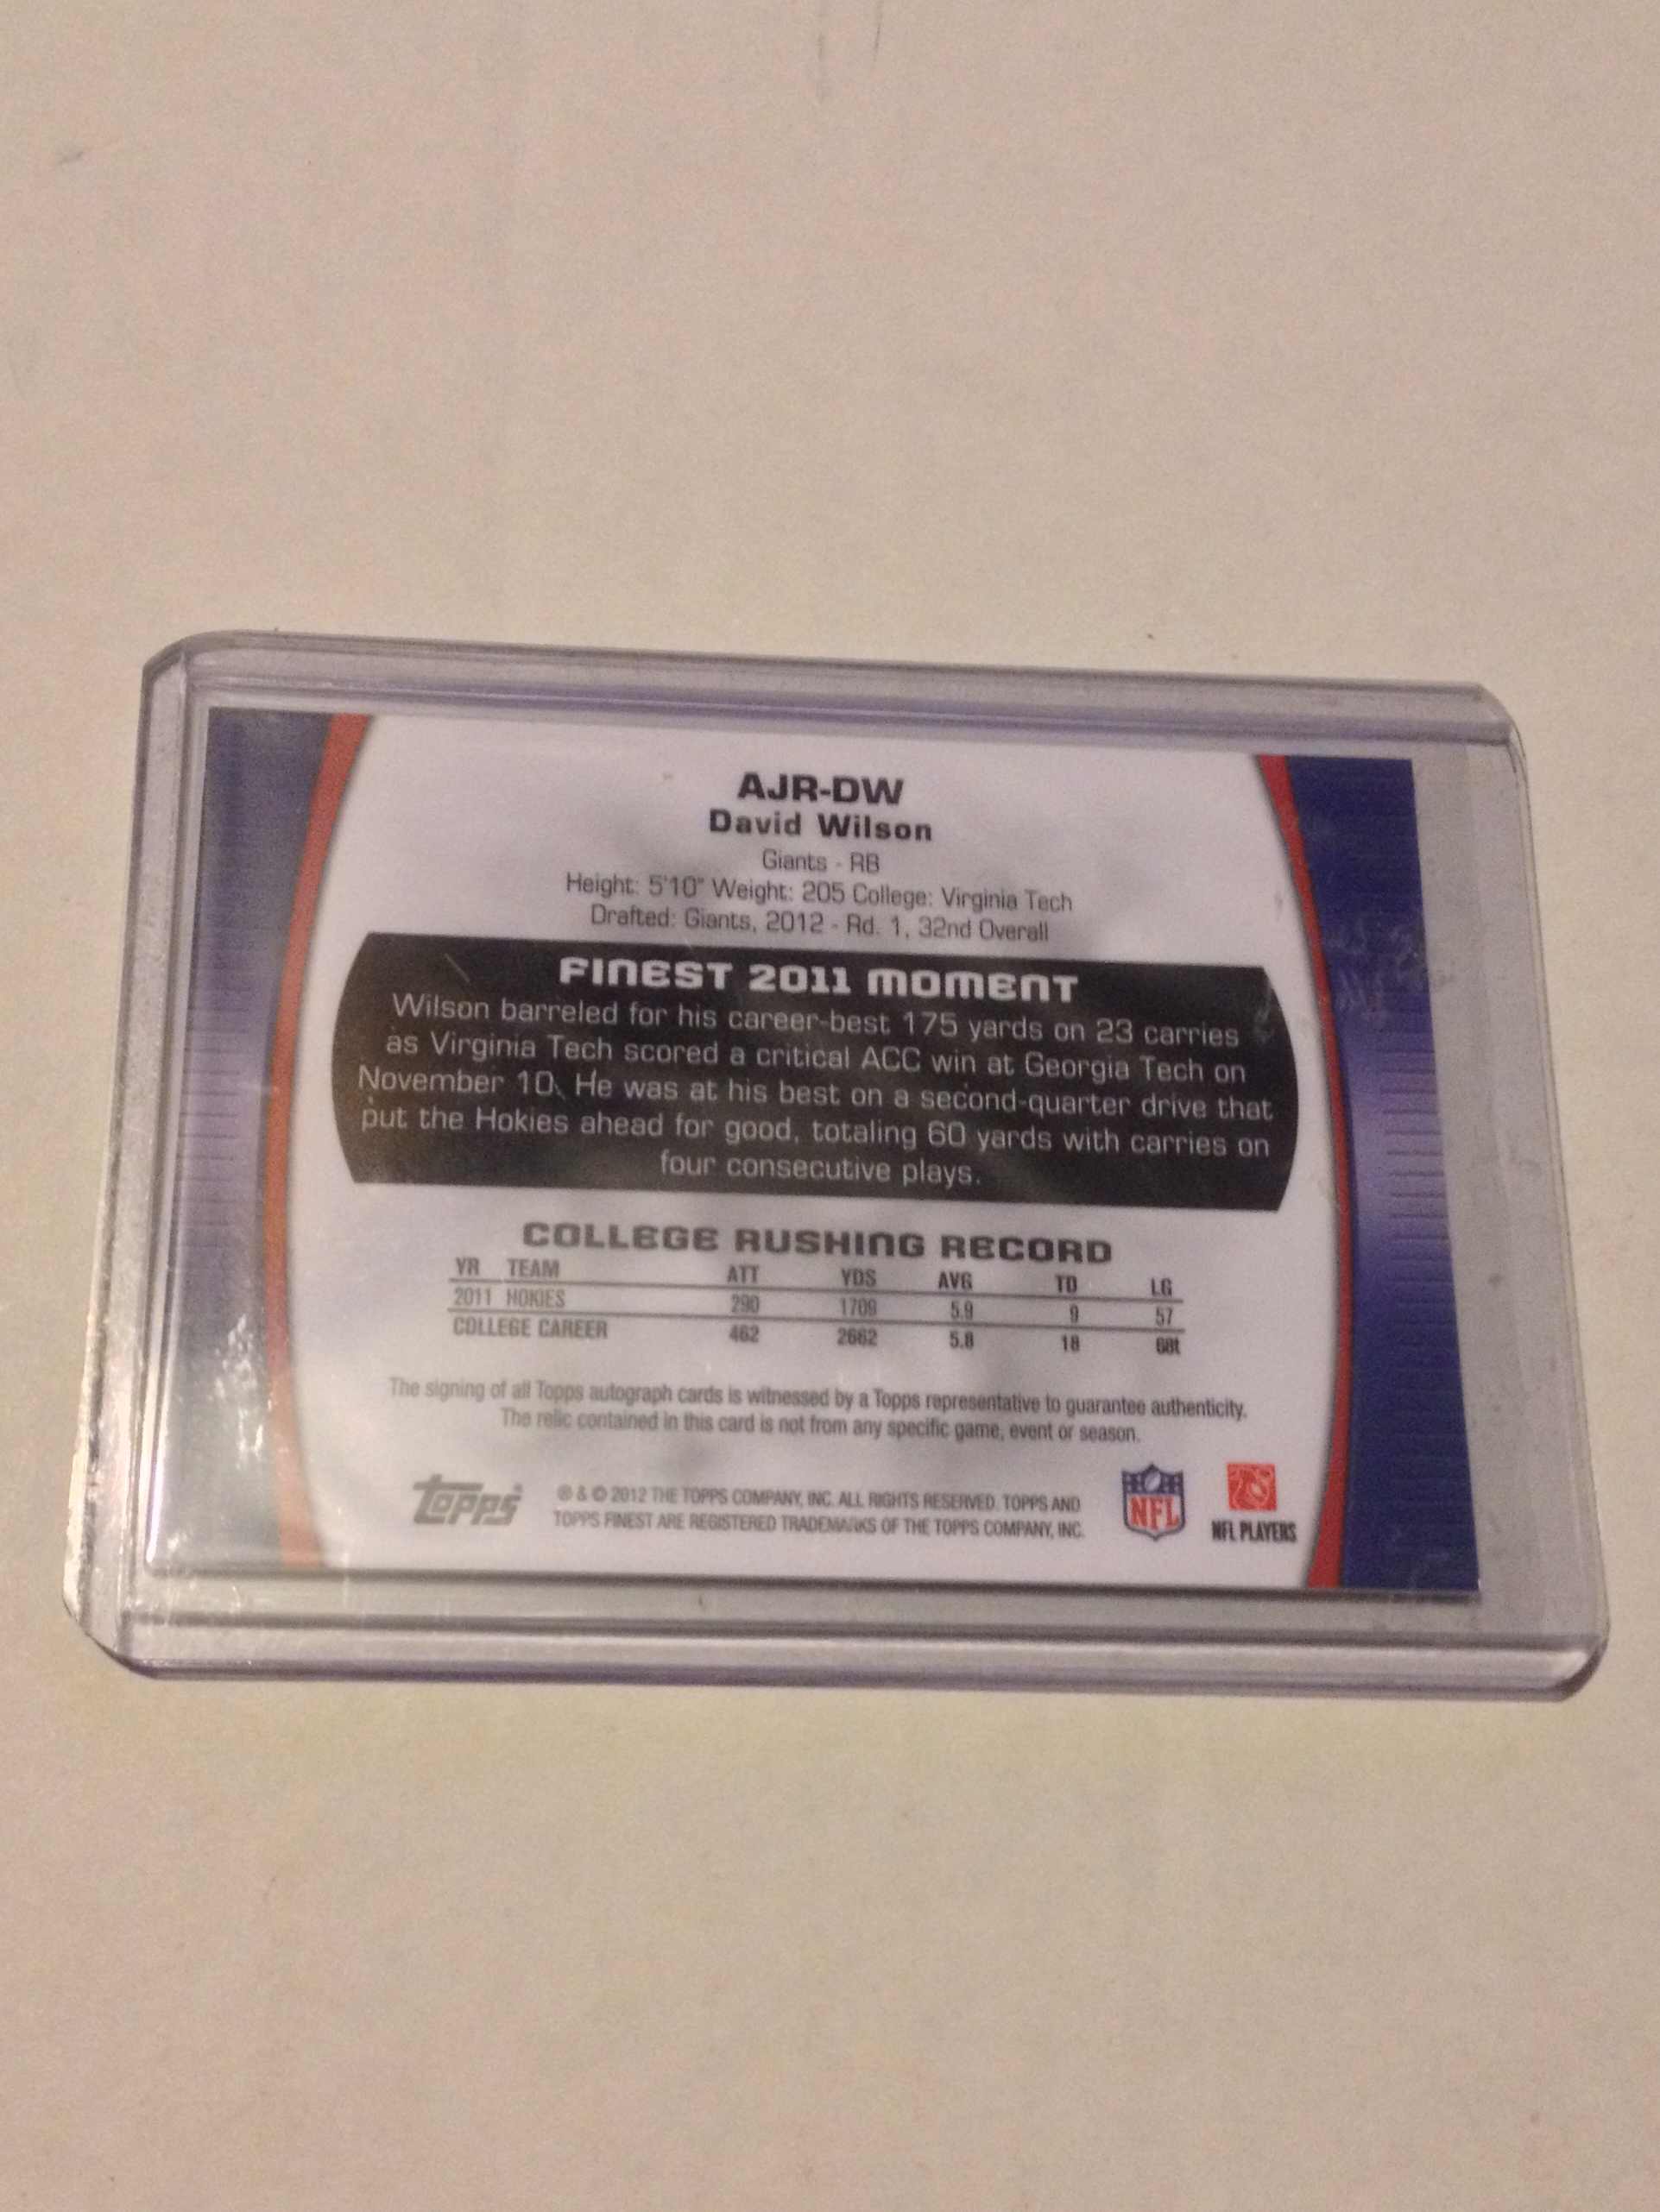 AJR-DW
David Wilson
Giants - RB
Height: 5'10" Weight: 205 College: Virginia Tech
Drafted: Giants, 2012 - Rd. 1, 32nd Overall
FINEST 2011 MOMENT
Wilson barreled for his career-best 175 yards on 23 carries
as Virginia Tech scored a critical ACC win at Georgia Tech on
November 10. He was at his best on a second-quarter drive that
put the Hokies ahead for good, totaling 60 yards with carries on
four consecutive plays.
COLLEGE RUSHING RECORD
YR TEAM ATT YDS AVG TD LG
2011 HOKIES 290 1709 5.9 9 57
COLLEGE CAREER 462 2662 5.8 18 68t
The signing of all Topps autograph cards is witnessed by a Topps representative to guarantee authenticity.
The relic contained in this card is not from any specific game, event or season.
topps
® & © 2012 THE TOPPS COMPANY, INC. ALL RIGHTS RESERVED. TOPPS AND
TOPPS FINEST ARE REGISTERED TRADEMARKS OF THE TOPPS COMPANY, INC.
NFL
NFL PLAYERS